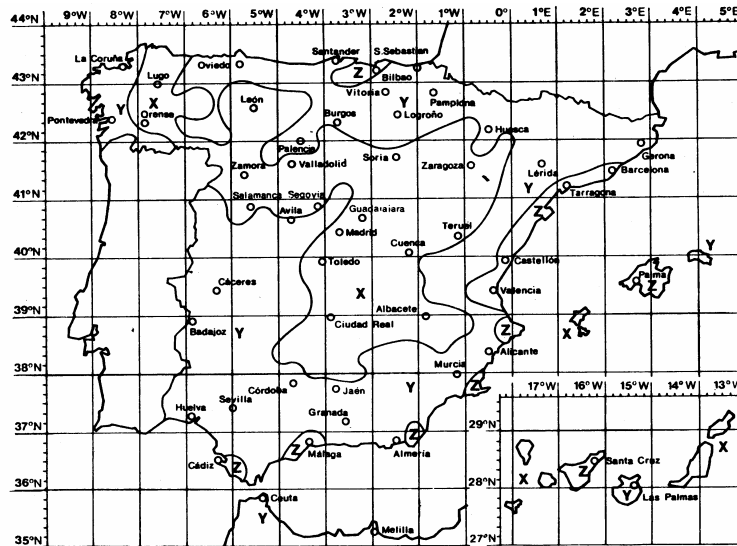 9°W 8°W 7°W 6°W 5°W 4°W 3°W 2°W 1°W 0° 1°E 2°E 3°E 4°E 5°E
44°N
43°N
42°N
41°N
40°N
39°N
38°N
37°N
36°N
35°N
La Coruña
Lugo
Oviedo
Santander
S.Sebastian
Z
Bilbao
Vitoria
Y
Pamplona
Y
X
León
Burgos
Logroño
Pontevedra
Orense
Huesca
Palencia
Gerona
Zamora
Valladolid
Soria
Zaragoza
Lérida
Barcelona
Y
Tarragona
Salamanca
Segovia
Avila
Guadalajara
Z
Madrid
Teruel
Cuenca
Y
Toledo
Castellón
Palma
Z
Cáceres
X
Valencia
Albacete
Badajoz
Y
Ciudad Real
Z
X
Alicante
Murcia
Córdoba
Jaén
Y
Z
Sevilla
Huelva
Granada
Z
Málaga
Z
Almería
Cádiz
Z
Ceuta
Y
Melilla
17°W 16°W 15°W 14°W 13°W
29°N
28°N
27°N
X
Santa Cruz
Z
X
Y
Las Palmas